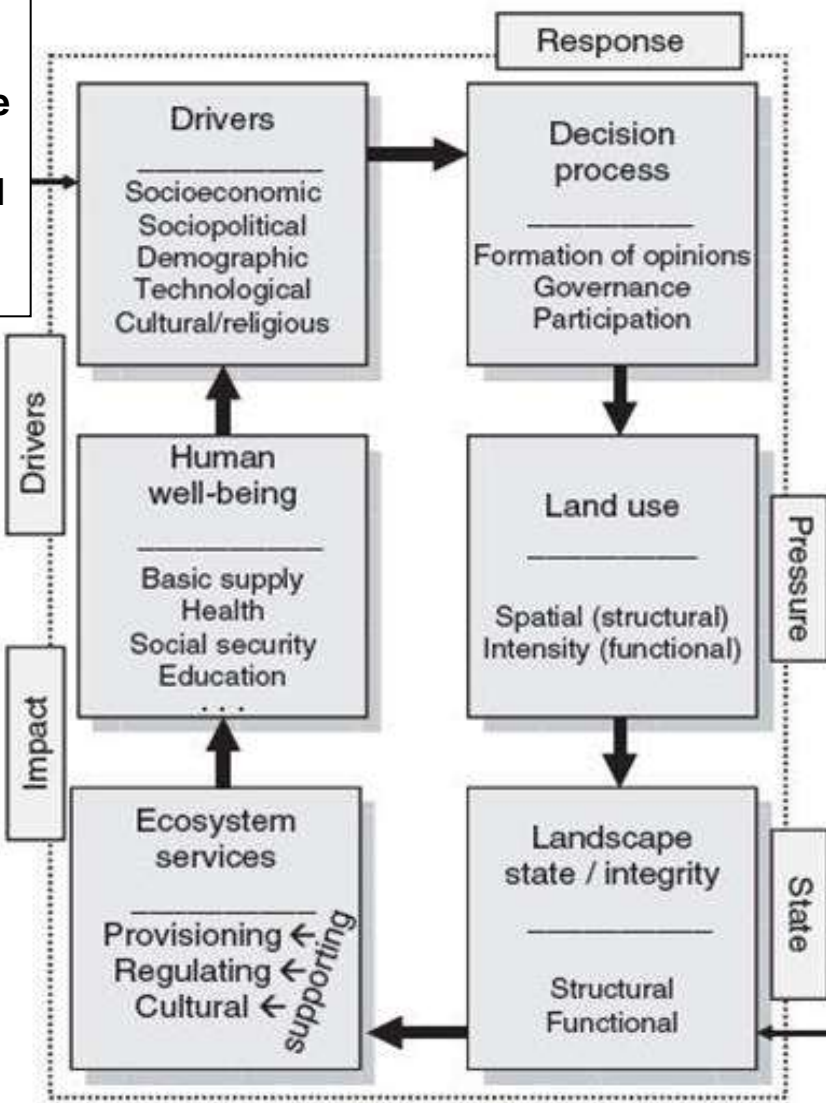 Response
Drivers
Socioeconomic
Sociopolitical
Demographic
Technological
Cultural/religious
Decision
process
Formation of opinions
Governance
Participation
Drivers
Human
well-being
Basic supply
Health
Social security
Education
. . .
Land use
Spatial (structural)
Intensity (functional)
Pressure
Impact
Ecosystem
services
Provisioning ←
Regulating ←
Cultural ←
supporting
Landscape
state / integrity
Structural
Functional
State